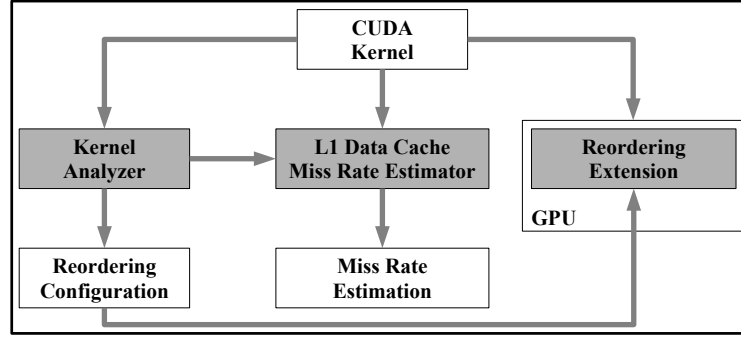 CUDA
Kernel
Kernel
Analyzer
L1 Data Cache
Miss Rate Estimator
Reordering
Extension
GPU
Reordering
Configuration
Miss Rate
Estimation